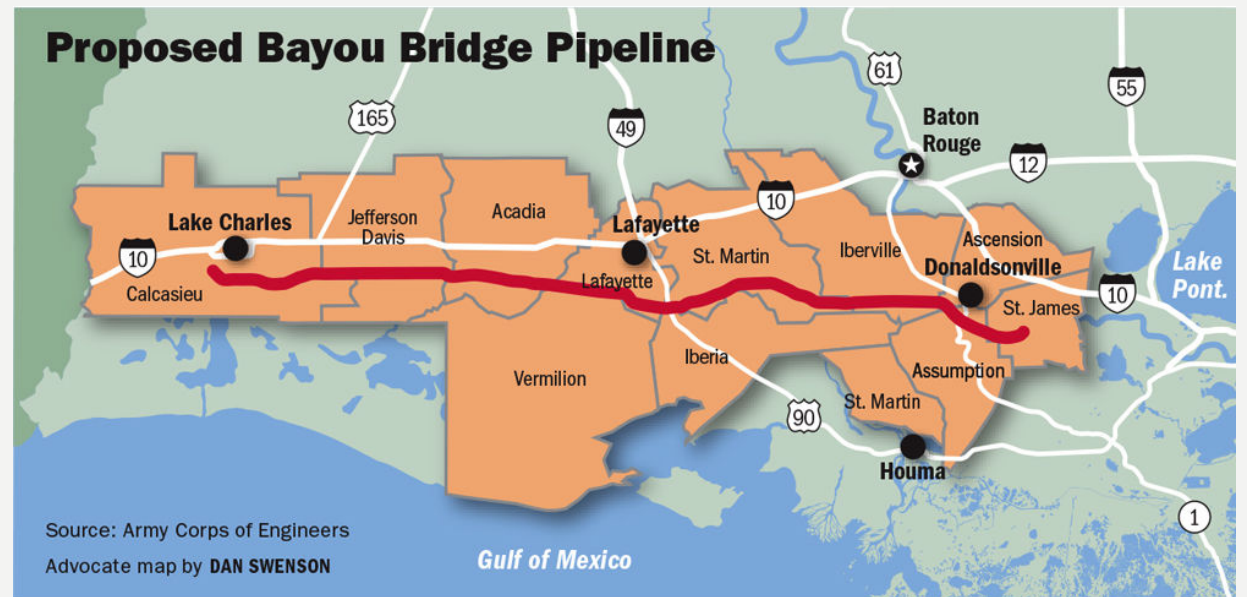 Proposed Bayou Bridge Pipeline
61
55
165
49
Baton
Rouge
12
10
Lake Charles
Jefferson
Davis
Acadia
Lafayette
St. Martin
Iberville
Ascension
10
Calcasieu
Lafayette
Donaldsonville
St. James
10
Lake
Pont.
Vermilion
Iberia
Assumption
St. Martin
90
Houma
1
Source: Army Corps of Engineers
Advocate map by DAN SWENSON
Gulf of Mexico